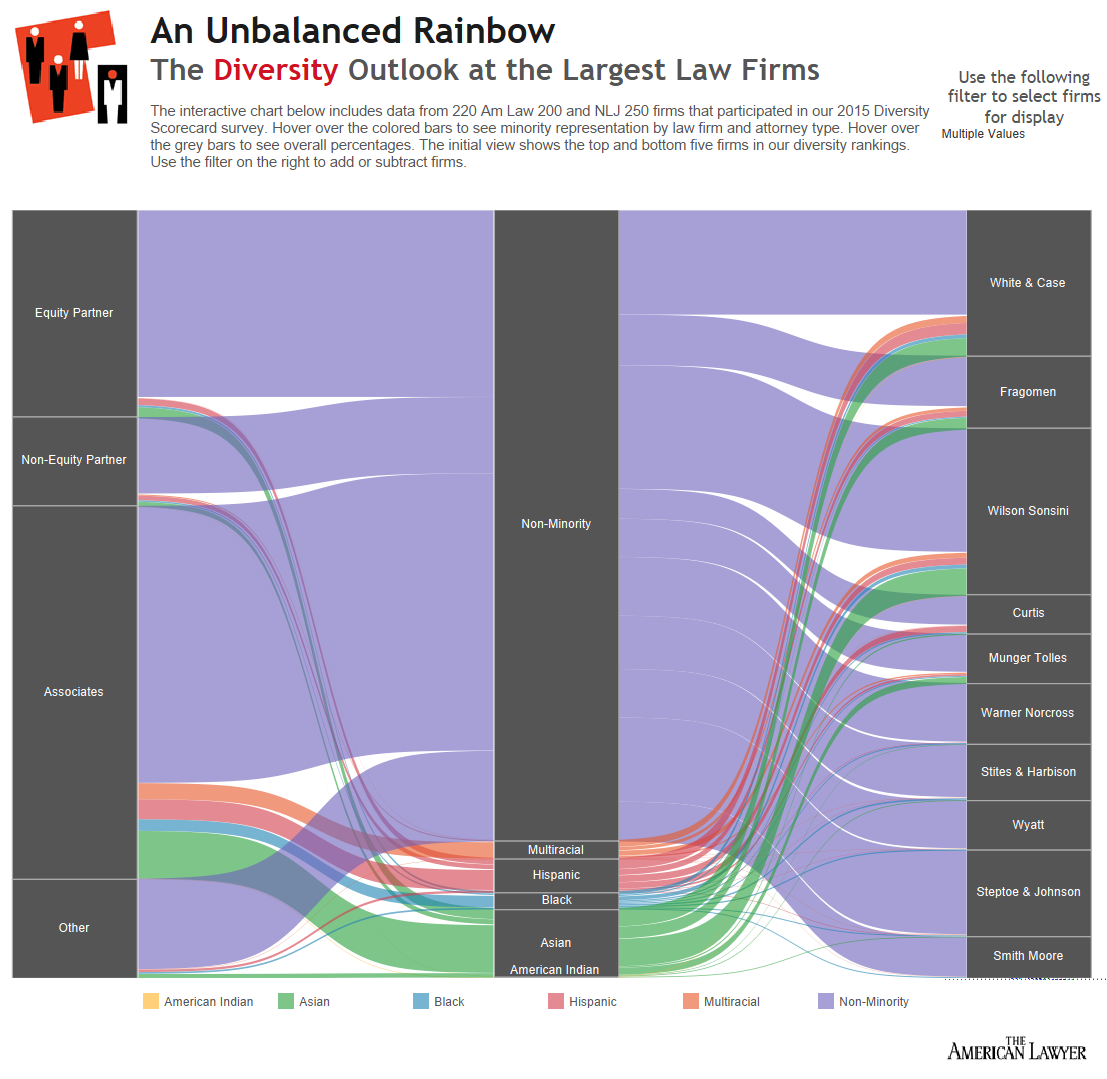 An Unbalanced Rainbow
The Diversity Outlook at the Largest Law Firms
The interactive chart below includes data from 220 Am Law 200 and NLJ 250 firms that participated in our 2015 Diversity
Scorecard survey. Hover over the colored bars to see minority representation by law firm and attorney type. Hover over
the grey bars to see overall percentages. The initial view shows the top and bottom five firms in our diversity rankings.
Use the filter on the right to add or subtract firms.
Use the following
filter to select firms
for display
Multiple Values
Equity Partner
Non-Equity Partner
Associates
Other
Non-Minority
Multiracial
Hispanic
Black
Asian
American Indian
White & Case
Fragomen
Wilson Sonsini
Curtis
Munger Tolles
Warner Norcross
Stites & Harbison
Wyatt
Steptoe & Johnson
Smith Moore
American Indian
Asian
Black
Hispanic
Multiracial
Non-Minority
THE
AMERICAN LAWYER